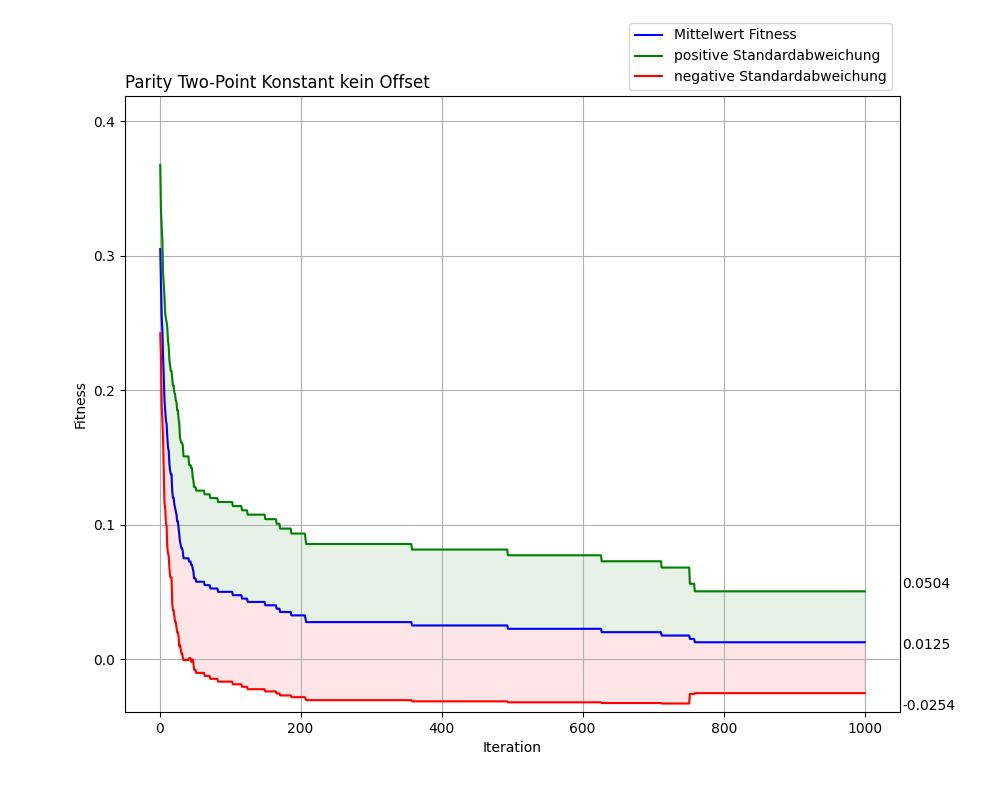 Mittelwert Fitness
positive Standardabweichung
negative Standardabweichung
Parity Two-Point Konstant kein Offset
0.4
0.3
0.2
0.1
0.0
Fitness
0.0504
0.0125
-0.0254
0 200 400 600 800 1000
Iteration